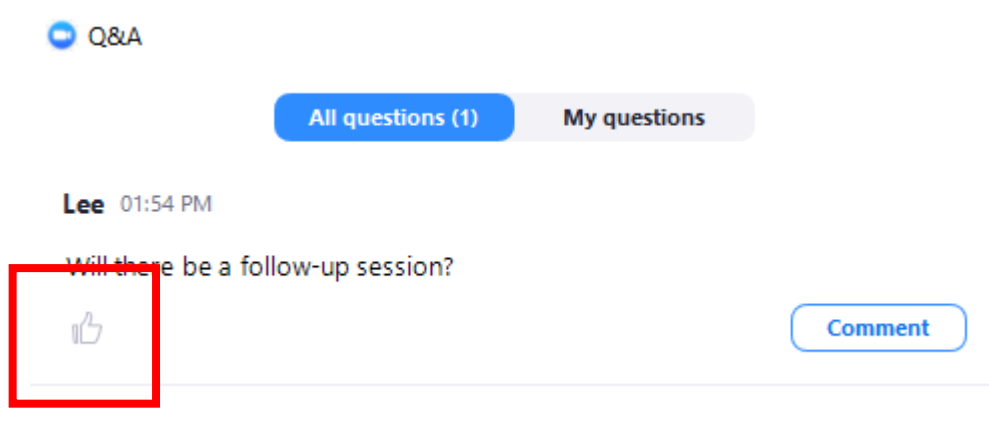 Q&A
All questions (1) My questions
Lee 01:54 PM
Will there be a follow-up session?
Comment